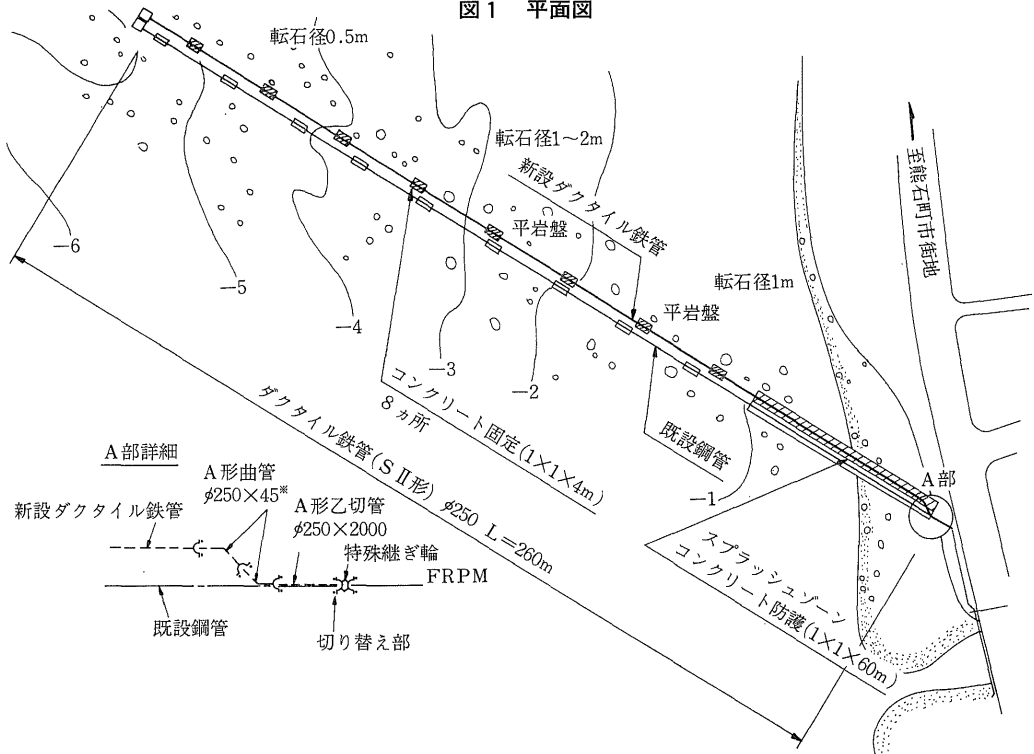 図1 平面図
転石径0.5m
転石径1~2m
新設ダクタイル鉄管
平岩盤
転石径1m
平岩盤
至熊石町市街地
-6
-5
-4
-3
-2
-1
コンクリート固定(1×1×4m)
8ヵ所
既設鋼管
ダクタイル鉄管(SⅡ形) φ250 L=260m
A部
スプラッシュゾーン
コンクリート防護(1×1×60m)
A部詳細
A形曲管
φ250×45※
新設ダクタイル鉄管
A形乙切管
φ250×2000
特殊継ぎ輪
FRPM
既設鋼管
切り替え部